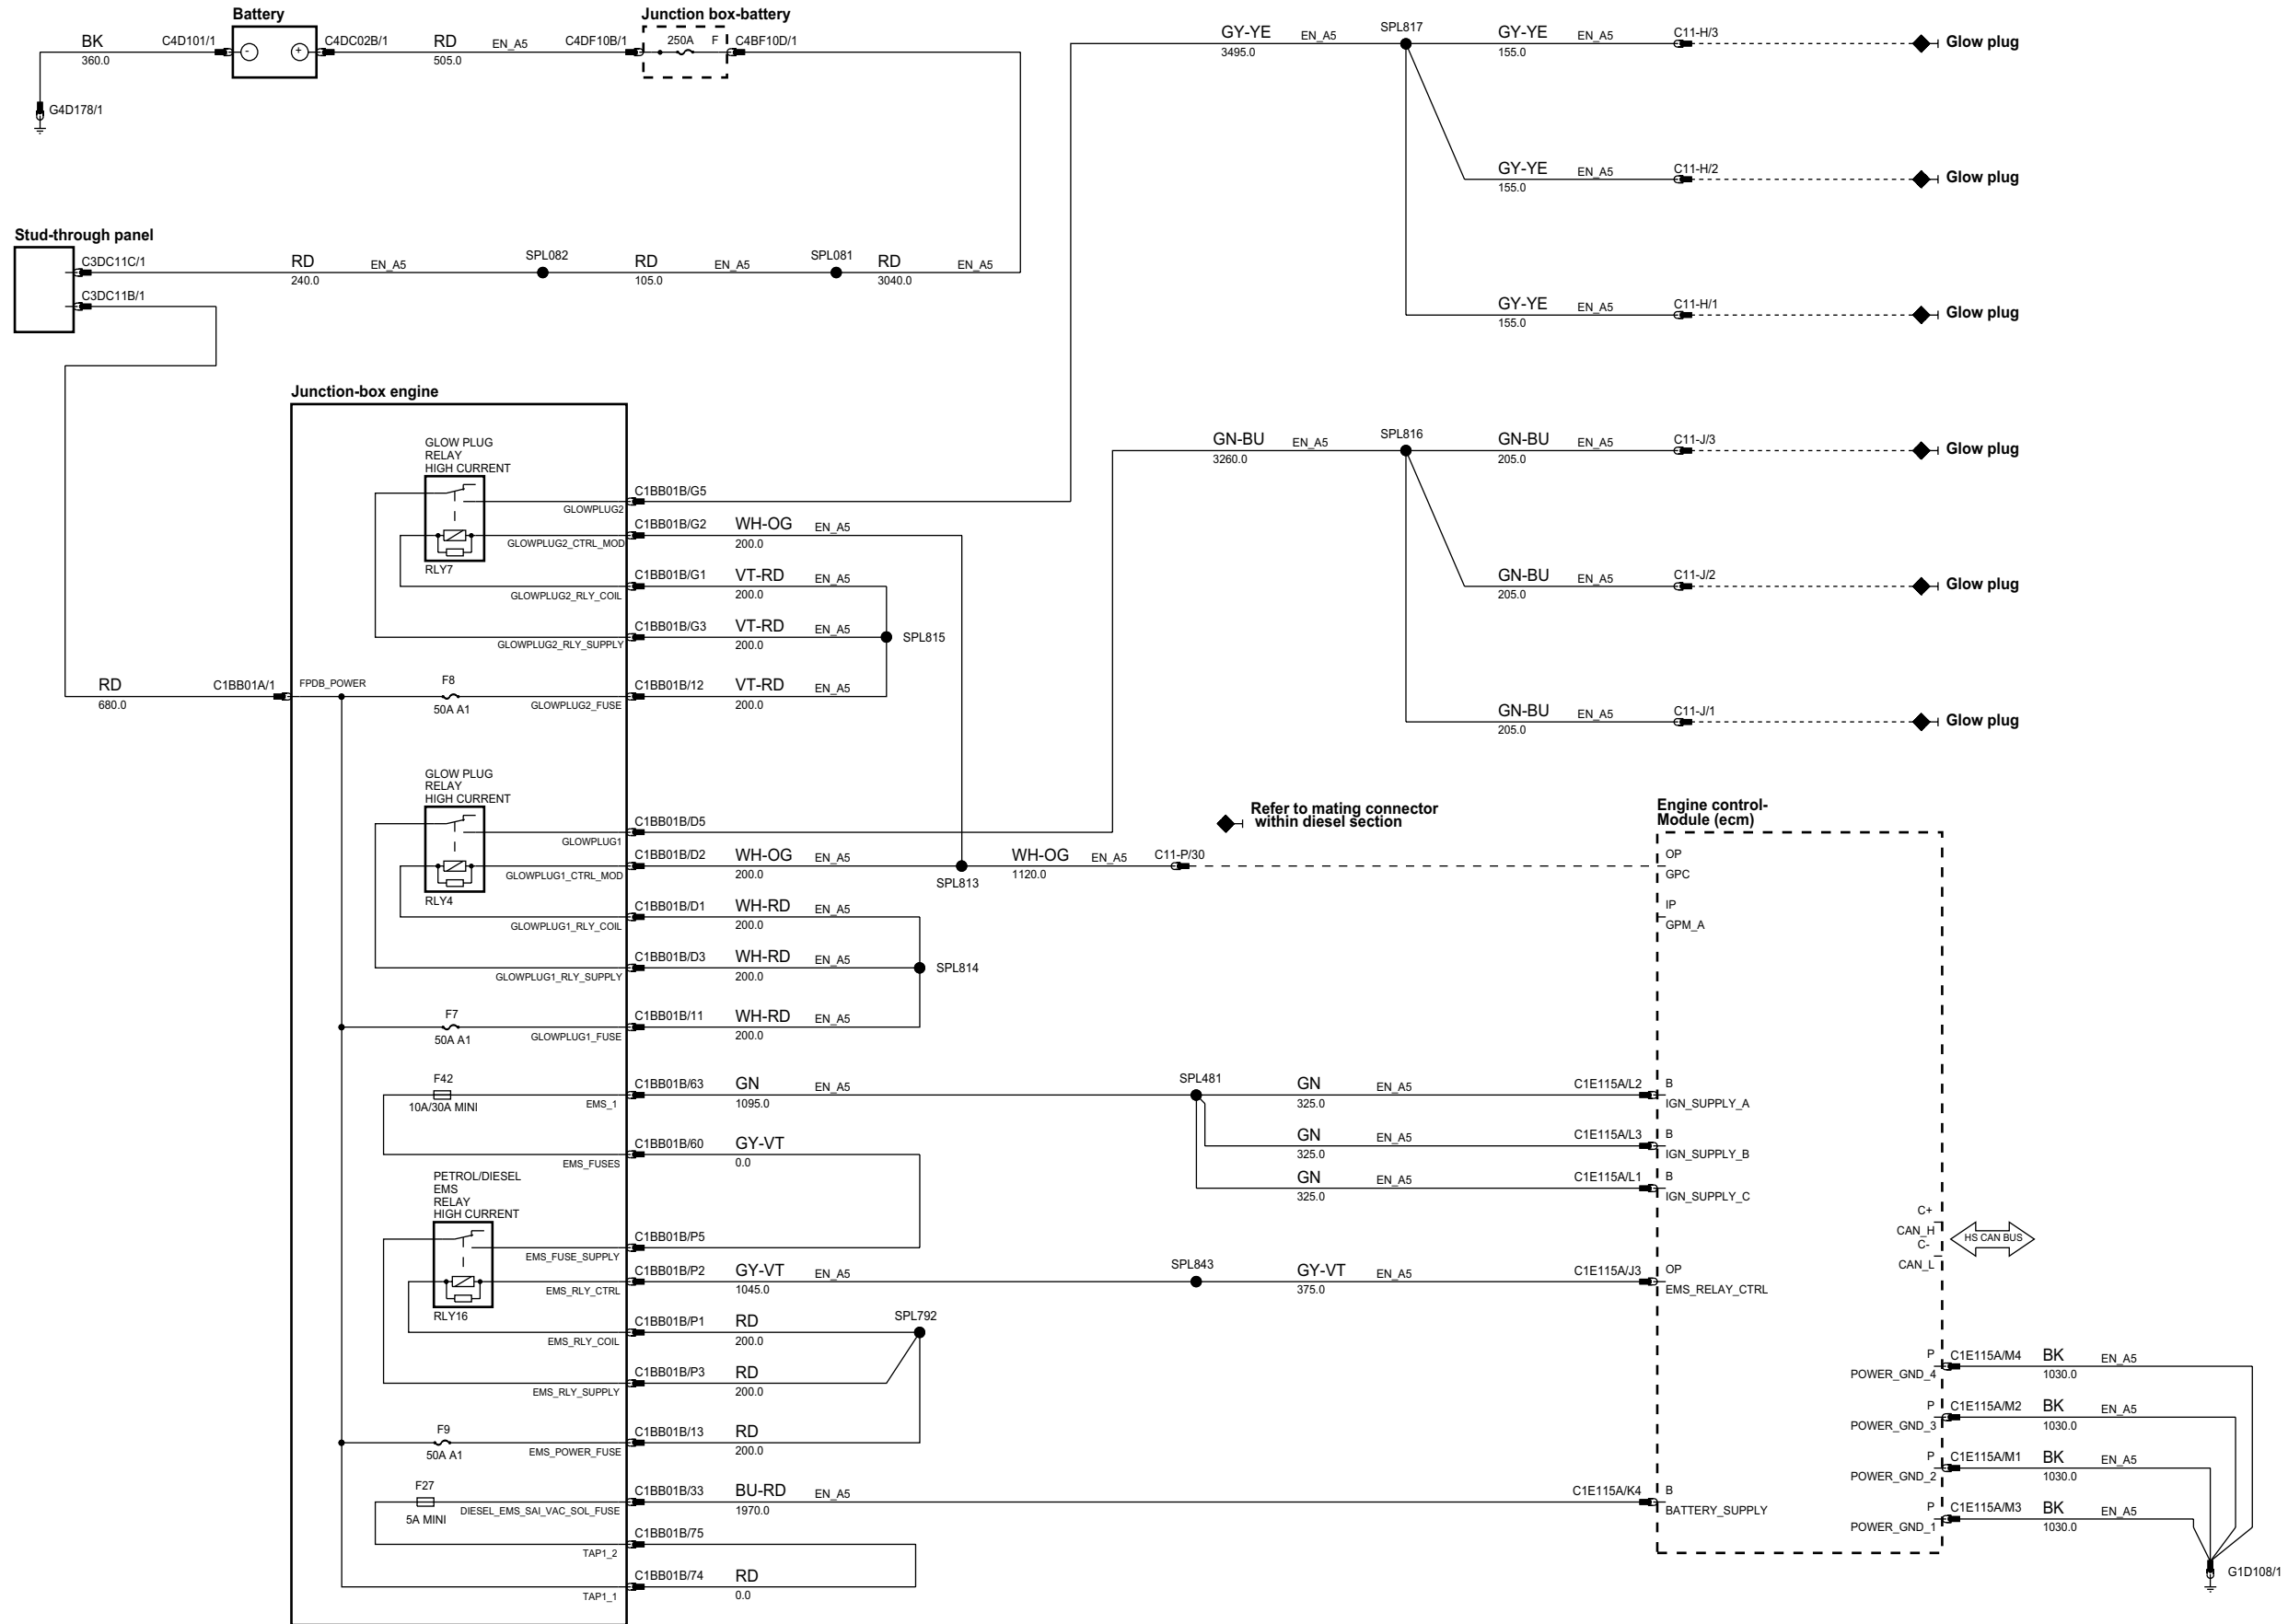 Battery
Junction box-battery
BK
360.0
C4D101/1
-
+
C4DC02B/1
RD
505.0
EN_A5
C4DF10B/1
250A
F
C4BF10D/1
G4D178/1
GY-YE
3495.0
EN_A5
SPL817
GY-YE
155.0
EN_A5
C11-H/3
Glow plug
GY-YE
155.0
EN_A5
C11-H/2
Glow plug
Stud-through panel
C3DC11C/1
RD
240.0
EN_A5
SPL082
RD
105.0
EN_A5
SPL081
RD
3040.0
EN_A5
C3DC11B/1
GY-YE
155.0
EN_A5
C11-H/1
Glow plug
Junction-box engine
GLOW PLUG
RELAY
HIGH CURRENT
RLY7
GN-BU
3260.0
EN_A5
SPL816
GN-BU
205.0
EN_A5
C11-J/3
Glow plug
C1BB01B/G5
GLOWPLUG2
C1BB01B/G2
WH-OG
200.0
EN_A5
GLOWPLUG2_CTRL_MOD
C1BB01B/G1
VT-RD
200.0
EN_A5
GLOWPLUG2_RLY_COIL
GN-BU
205.0
EN_A5
C11-J/2
Glow plug
C1BB01B/G3
VT-RD
200.0
EN_A5
GLOWPLUG2_RLY_SUPPLY
SPL815
RD
680.0
C1BB01A/1
FPDB_POWER
F8
50A A1
GLOWPLUG2_FUSE
C1BB01B/12
VT-RD
200.0
EN_A5
GN-BU
205.0
EN_A5
C11-J/1
Glow plug
GLOW PLUG
RELAY
HIGH CURRENT
RLY4
C1BB01B/D5
GLOWPLUG1
Refer to mating connector
within diesel section
Engine control-
Module (ecm)
C1BB01B/D2
WH-OG
200.0
EN_A5
GLOWPLUG1_CTRL_MOD
SPL813
WH-OG
1120.0
EN_A5
C11-P/30
OP
GPC
IP
GPM_A
C1BB01B/D1
WH-RD
200.0
EN_A5
GLOWPLUG1_RLY_COIL
C1BB01B/D3
WH-RD
200.0
EN_A5
GLOWPLUG1_RLY_SUPPLY
SPL814
F7
50A A1
GLOWPLUG1_FUSE
C1BB01B/11
WH-RD
200.0
EN_A5
F42
10A/30A MINI
EMS_1
C1BB01B/63
GN
1095.0
EN_A5
SPL481
GN
325.0
EN_A5
C1E115A/L2
B
IGN_SUPPLY_A
C1BB01B/60
GY-VT
0.0
EMS_FUSES
GN
325.0
EN_A5
C1E115A/L3
B
IGN_SUPPLY_B
GN
325.0
EN_A5
C1E115A/L1
B
IGN_SUPPLY_C
PETROL/DIESEL
EMS
RELAY
HIGH CURRENT
RLY16
C1BB01B/P5
EMS_FUSE_SUPPLY
C+
CAN_H
C-
CAN_L
HS CAN BUS
C1BB01B/P2
GY-VT
1045.0
EN_A5
EMS_RLY_CTRL
SPL843
GY-VT
375.0
EN_A5
C1E115A/J3
OP
EMS_RELAY_CTRL
C1BB01B/P1
RD
200.0
EMS_RLY_COIL
SPL792
C1BB01B/P3
RD
200.0
EMS_RLY_SUPPLY
P
POWER_GND_4
C1E115A/M4
BK
1030.0
EN_A5
P
POWER_GND_3
C1E115A/M2
BK
1030.0
EN_A5
F9
50A A1
EMS_POWER_FUSE
C1BB01B/13
RD
200.0
P
POWER_GND_2
C1E115A/M1
BK
1030.0
EN_A5
F27
5A MINI
DIESEL_EMS_SAI_VAC_SOL_FUSE
C1BB01B/33
BU-RD
1970.0
EN_A5
C1E115A/K4
B
BATTERY_SUPPLY
P
POWER_GND_1
C1E115A/M3
BK
1030.0
EN_A5
C1BB01B/75
TAP1_2
C1BB01B/74
RD
0.0
TAP1_1
G1D108/1